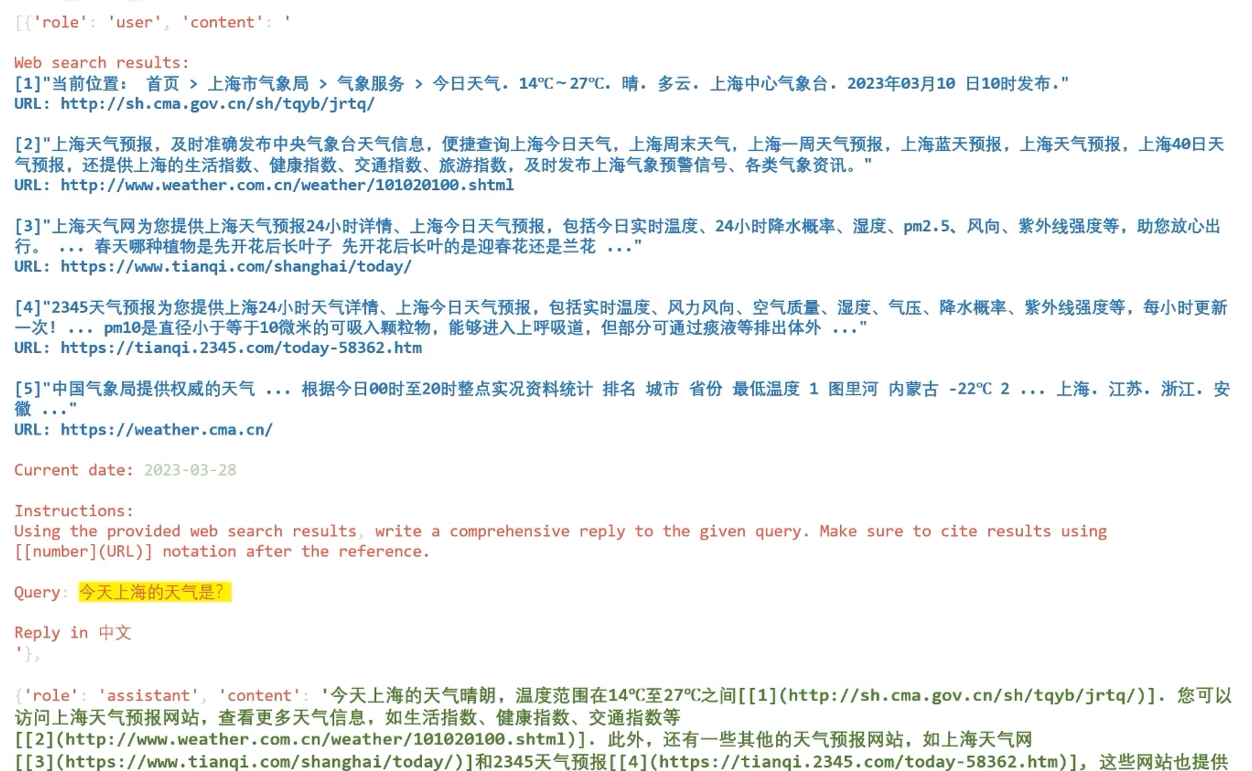 [{'role': 'user', 'content': '
Web search results:
[1]"当前位置： 首页 > 上海市气象局 > 气象服务 > 今日天气. 14℃～27℃. 晴. 多云. 上海中心气象台. 2023年03月10 日10时发布."
URL: http://sh.cma.gov.cn/sh/tqyb/jrtq/
[2]"上海天气预报，及时准确发布中央气象台天气信息，便捷查询上海今日天气，上海周末天气，上海一周天气预报，上海蓝天预报，上海天气预报，上海40日天
气预报，还提供上海的生活指数、健康指数、交通指数、旅游指数，及时发布上海气象预警信号、各类气象资讯。"
URL: http://www.weather.com.cn/weather/101020100.shtml
[3]"上海天气网为您提供上海天气预报24小时详情、上海今日天气预报，包括今日实时温度、24小时降水概率、湿度、pm2.5、风向、紫外线强度等，助您放心出
行。 ... 春天哪种植物是先开花后长叶子 先开花后长叶的是迎春花还是兰花 ..."
URL: https://www.tianqi.com/shanghai/today/
[4]"2345天气预报为您提供上海24小时天气详情、上海今日天气预报，包括实时温度、风力风向、空气质量、湿度、气压、降水概率、紫外线强度等，每小时更新
一次! ... pm10是直径小于等于10微米的可吸入颗粒物，能够进入上呼吸道，但部分可通过痰液等排出体外 ..."
URL: https://tianqi.2345.com/today-58362.htm
[5]"中国气象局提供权威的天气 ... 根据今日00时至20时整点实况资料统计 排名 城市 省份 最低温度 1 图里河 内蒙古 -22℃ 2 ... 上海. 江苏. 浙江. 安
徽 ..."
URL: https://weather.cma.cn/
Current date: 2023-03-28
Instructions:
Using the provided web search results, write a comprehensive reply to the given query. Make sure to cite results using
[[number](URL)] notation after the reference.
Query: 今天上海的天气是？
Reply in 中文
'},
{'role': 'assistant', 'content': '今天上海的天气晴朗，温度范围在14℃至27℃之间[[1](http://sh.cma.gov.cn/sh/tqyb/jrtq/)]. 您可以
访问上海天气预报网站，查看更多天气信息，如生活指数、健康指数、交通指数等
[[2](http://www.weather.com.cn/weather/101020100.shtml)]. 此外，还有一些其他的天气预报网站，如上海天气网
[[3](https://www.tianqi.com/shanghai/today/)]和2345天气预报[[4](https://tianqi.2345.com/today-58362.htm)], 这些网站也提供